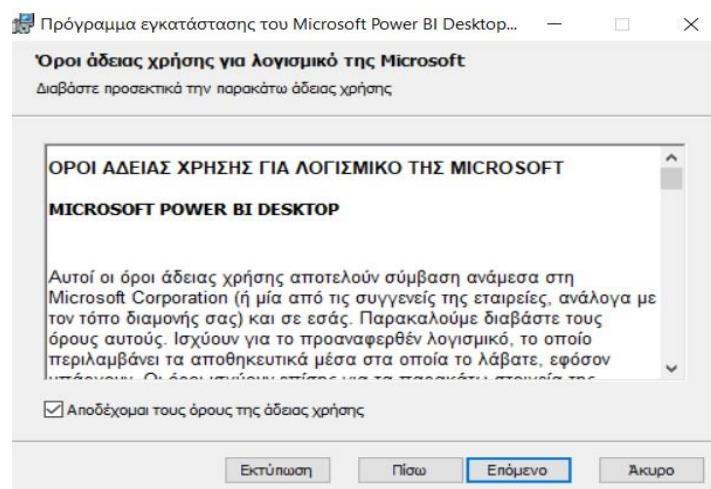 Πρόγραμμα εγκατάστασης του Microsoft Power BI Desktop...
Όροι άδειας χρήσης για λογισμικό της Microsoft
Διαβάστε προσεκτικά την παρακάτω άδειας χρήσης
ΟΡΟΙ ΑΔΕΙΑΣ ΧΡΗΣΗΣ ΓΙΑ ΛΟΓΙΣΜΙΚΟ ΤΗΣ MICROSOFT
MICROSOFT POWER BI DESKTOP
Αυτοί οι όροι άδειας χρήσης αποτελούν σύμβαση ανάμεσα στη
Microsoft Corporation (ή μία από τις συγγενείς της εταιρείες, ανάλογα με
τον τόπο διαμονής σας) και σε εσάς. Παρακαλούμε διαβάστε τους
όρους αυτούς. Ισχύουν για το προαναφερθέν λογισμικό, το οποίο
περιλαμβάνει τα αποθηκευτικά μέσα στα οποία το λάβατε, εφόσον
Αποδέχομαι τους όρους της άδειας χρήσης
Εκτύπωση Πίσω Επόμενο Άκυρο